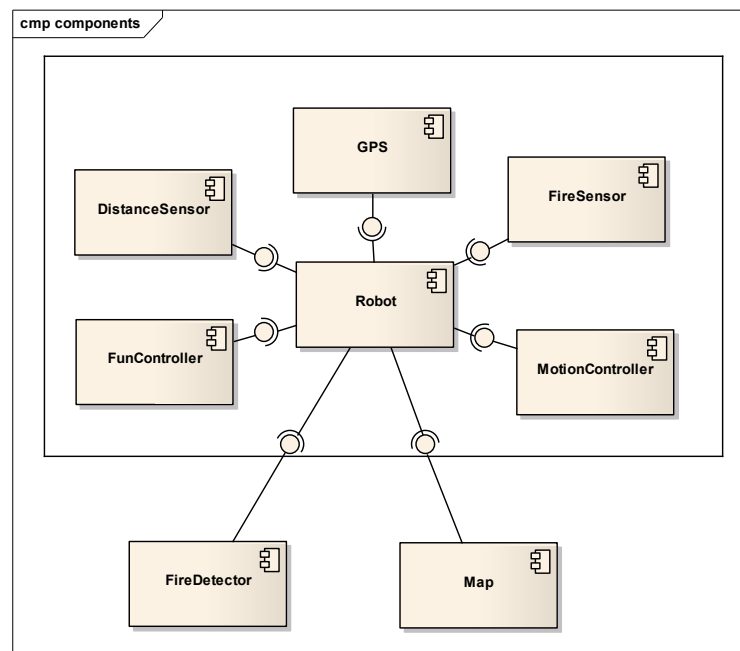 cmp components
GPS
DistanceSensor
FireSensor
Robot
FunController
MotionController
FireDetector
Map